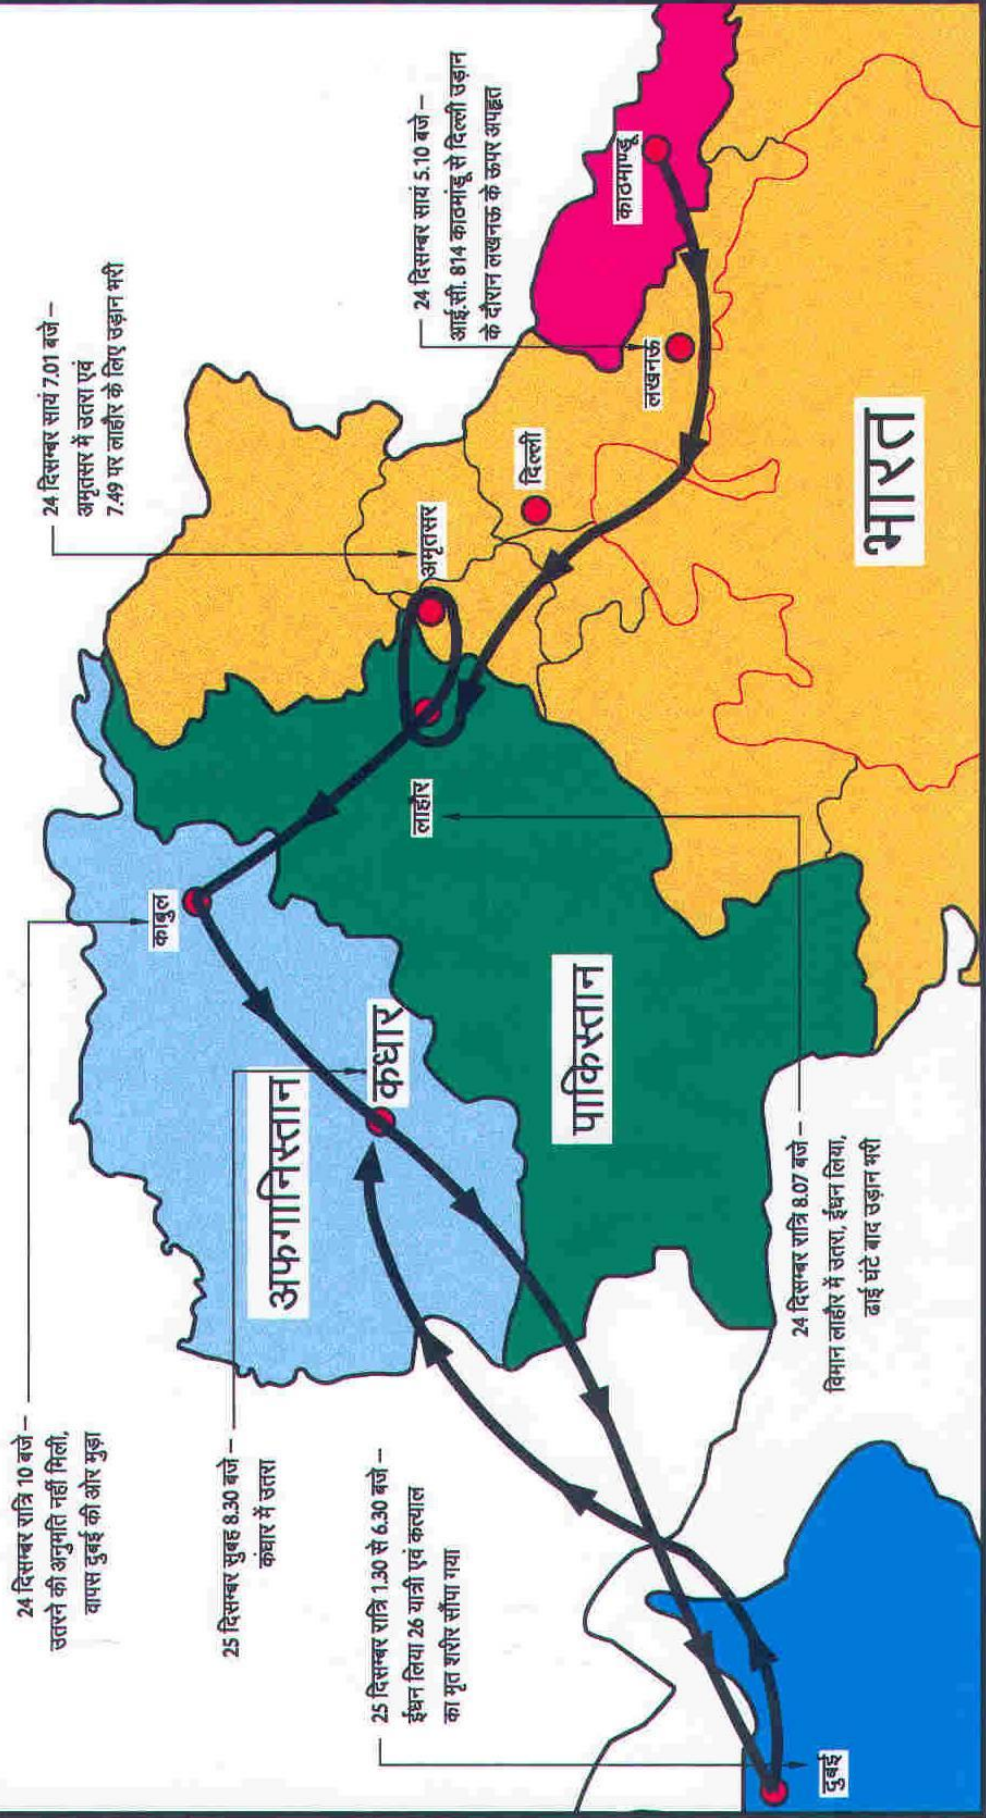 24 दिसम्बर रात्रि 10 बजे –
उतरने की अनुमति नहीं मिली,
वापस दुबई की ओर मुड़ा
24 दिसम्बर सायं 7.01 बजे –
अमृतसर में उतरा एवं
7.49 पर लाहौर के लिए उड़ान भरी
काबुल
25 दिसम्बर सुबह 8.30 बजे –
कंधार में उतरा
अफगानिस्तान
कंधार
25 दिसम्बर रात्रि 1.30 से 6.30 बजे –
ईंधन लिया 26 यात्री एवं कत्याल
का मृत शरीर सौंपा गया
24 दिसम्बर सायं 5.10 बजे –
आई.सी. 814 काठमांडू से दिल्ली उड़ान
के दौरान लखनऊ के ऊपर अपहृत
लाहौर
अमृतसर
दिल्ली
पाकिस्तान
लखनऊ
काठमाण्डू
24 दिसम्बर रात्रि 8.07 बजे –
विमान लाहौर में उतरा, ईंधन लिया,
ढाई घंटे बाद उड़ान भरी
दुबई
भारत